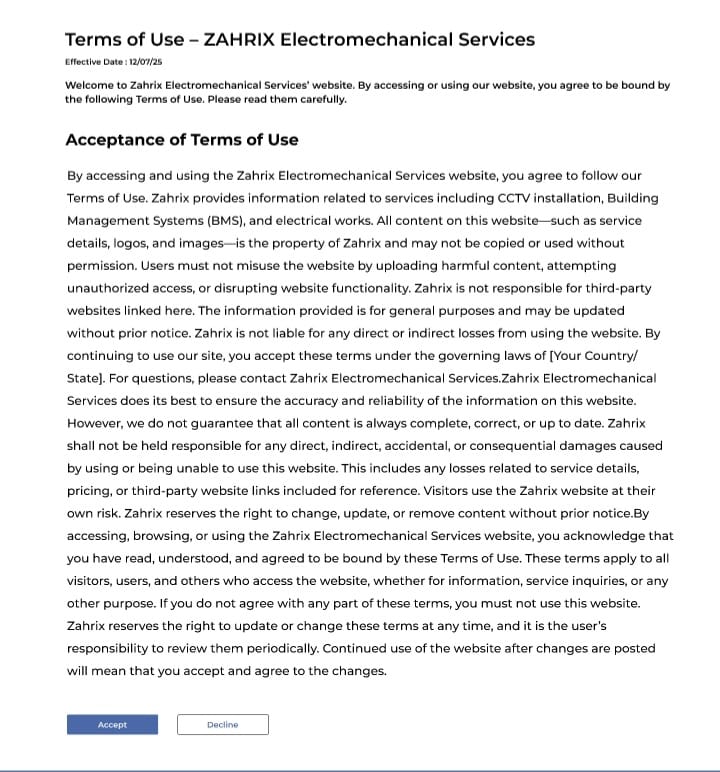 Terms of Use – ZAHRIX Electromechanical Services
Effective Date : 12/07/25
Welcome to Zahrix Electromechanical Services’ website. By accessing or using our website, you agree to be bound by
the following Terms of Use. Please read them carefully.
Acceptance of Terms of Use
By accessing and using the Zahrix Electromechanical Services website, you agree to follow our
Terms of Use. Zahrix provides information related to services including CCTV installation, Building
Management Systems (BMS), and electrical works. All content on this website—such as service
details, logos, and images—is the property of Zahrix and may not be copied or used without
permission. Users must not misuse the website by uploading harmful content, attempting
unauthorized access, or disrupting website functionality. Zahrix is not responsible for third-party
websites linked here. The information provided is for general purposes and may be updated
without prior notice. Zahrix is not liable for any direct or indirect losses from using the website. By
continuing to use our site, you accept these terms under the governing laws of [Your Country/
State]. For questions, please contact Zahrix Electromechanical Services.Zahrix Electromechanical
Services does its best to ensure the accuracy and reliability of the information on this website.
However, we do not guarantee that all content is always complete, correct, or up to date. Zahrix
shall not be held responsible for any direct, indirect, accidental, or consequential damages caused
by using or being unable to use this website. This includes any losses related to service details,
pricing, or third-party website links included for reference. Visitors use the Zahrix website at their
own risk. Zahrix reserves the right to change, update, or remove content without prior notice.By
accessing, browsing, or using the Zahrix Electromechanical Services website, you acknowledge that
you have read, understood, and agreed to be bound by these Terms of Use. These terms apply to all
visitors, users, and others who access the website, whether for information, service inquiries, or any
other purpose. If you do not agree with any part of these terms, you must not use this website.
Zahrix reserves the right to update or change these terms at any time, and it is the user’s
responsibility to review them periodically. Continued use of the website after changes are posted
will mean that you accept and agree to the changes.
Accept
Decline